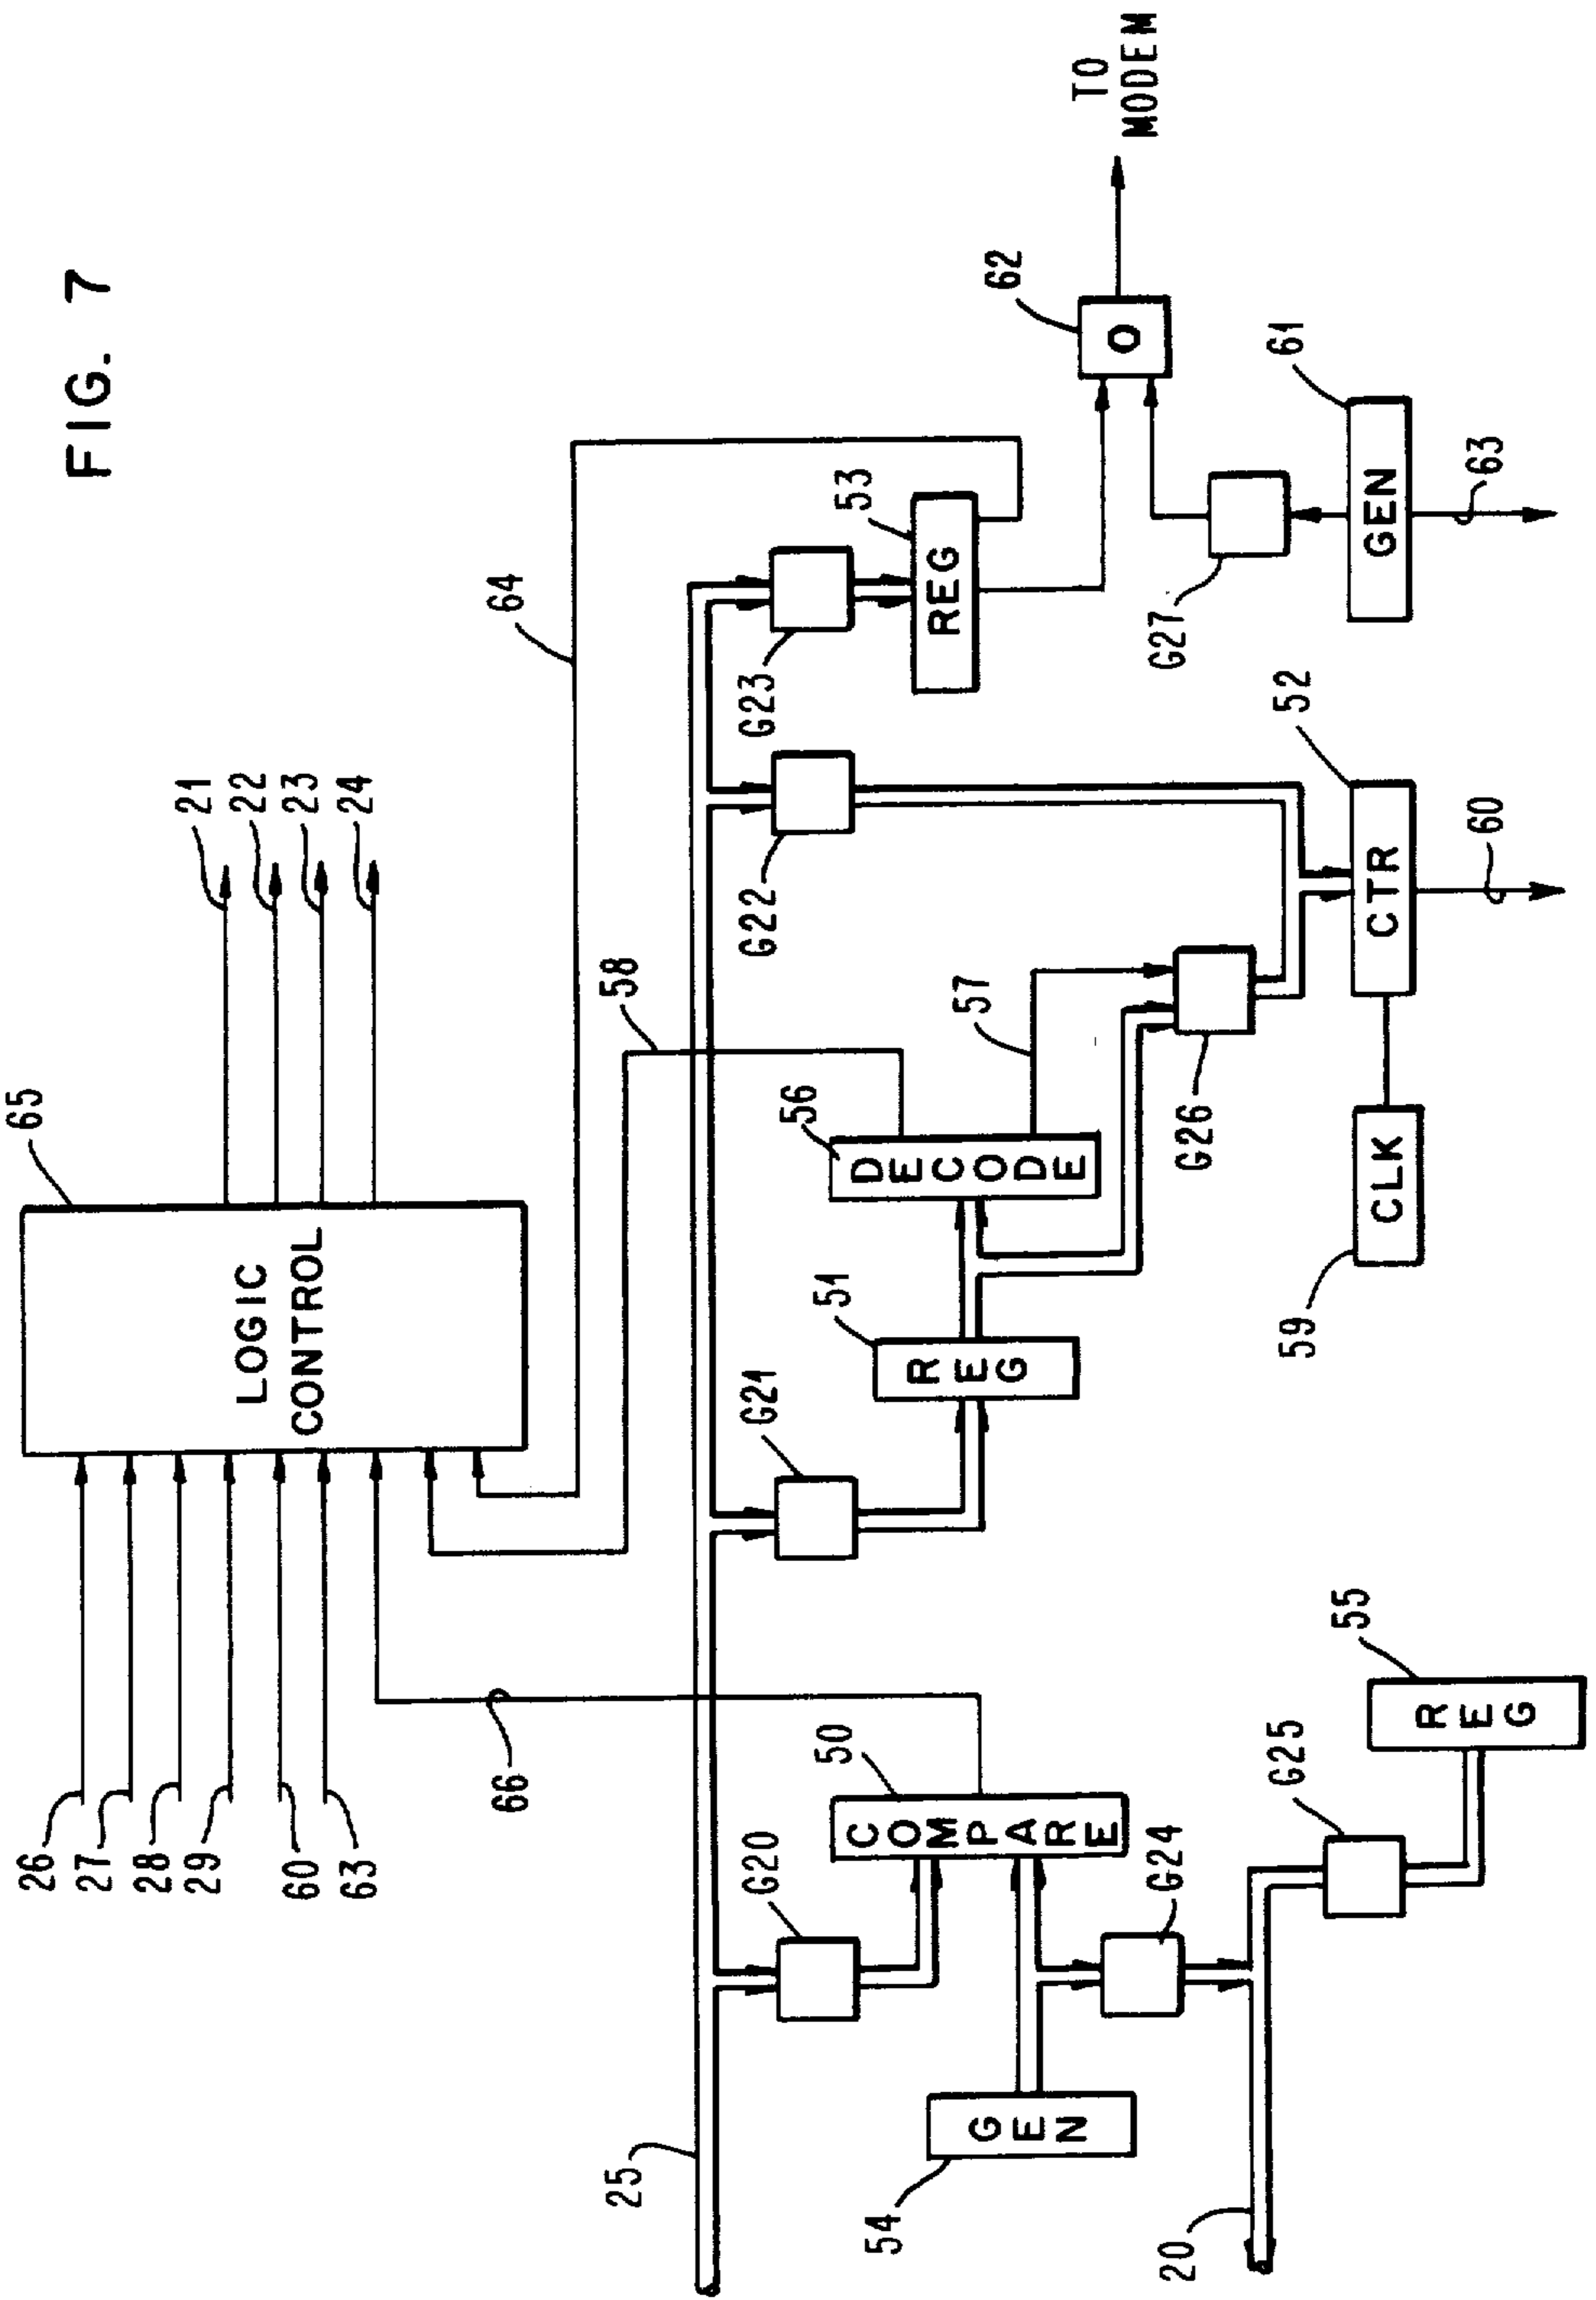 FIG. 7
65
LOGIC
CONTROL
26
27
28
29
60
63
21
22
23
24
66
58
64
25
G20
G21
G22
G23
50
COMPARE
51
REG
56
DECODE
57
53
REG
62
O
TO
MODEM
54
GEN
G24
20
G25
55
REG
G26
59
CLK
52
CTR
60
G27
61
GEN
63